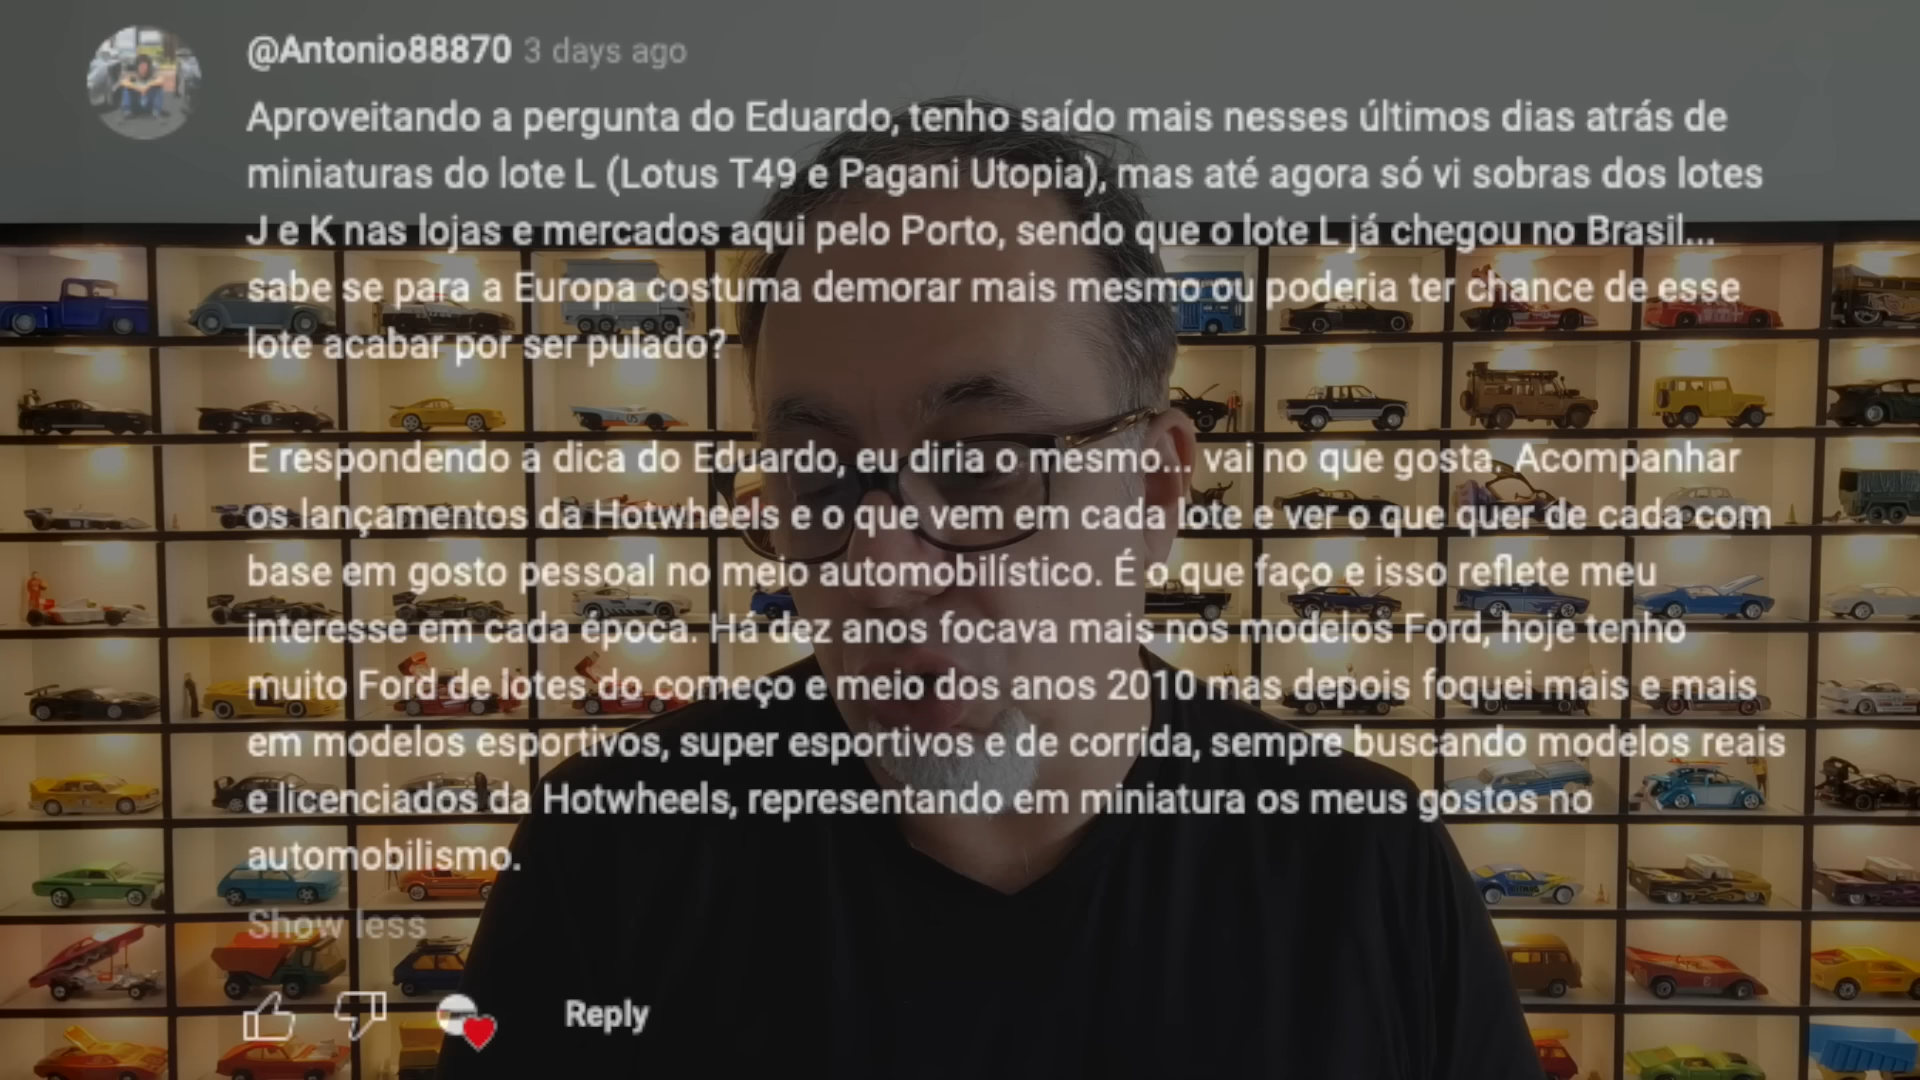 @Antonio88870 3 days ago
Aproveitando a pergunta do Eduardo, tenho saído mais nesses últimos dias atrás de
miniaturas do lote L (Lotus T49 e Pagani Utopia), mas até agora só vi sobras dos lotes
J e K nas lojas e mercados aqui pelo Porto, sendo que o lote L já chegou no Brasil...
sabe se para a Europa costuma demorar mais mesmo ou poderia ter chance de esse
lote acabar por ser pulado?
E respondendo a dica do Eduardo, eu diria o mesmo... vai no que gosta. Acompanhar
os lançamentos da Hotwheels e o que vem em cada lote e ver o que quer de cada com
base em gosto pessoal no meio automobilístico. É o que faço e isso reflete meu
interesse em cada época. Há dez anos focava mais nos modelos Ford, hoje tenho
muito Ford de lotes do começo e meio dos anos 2010 mas depois foquei mais e mais
em modelos esportivos, super esportivos e de corrida, sempre buscando modelos reais
e licenciados da Hotwheels, representando em miniatura os meus gostos no
automobilismo.
Show less
Reply